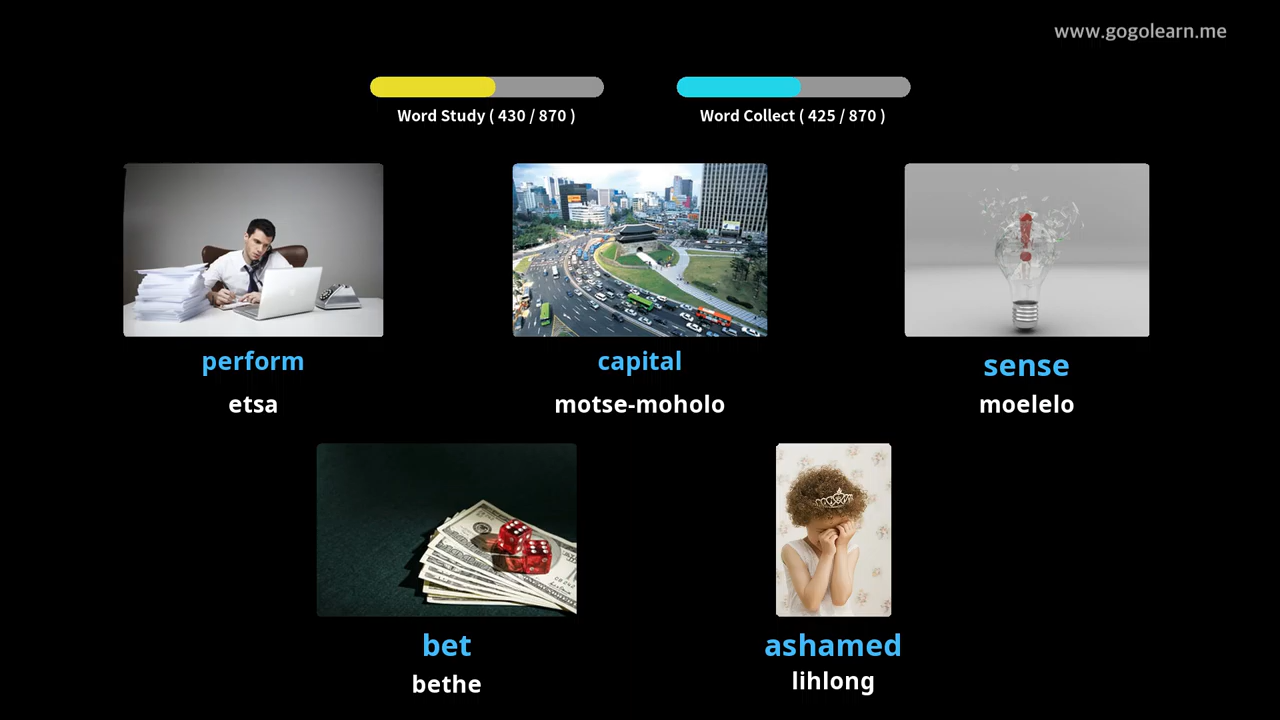 www.gogolearn.me
Word Study ( 430 / 870 )
Word Collect ( 425 / 870 )
perform
etsa
capital
motse-moholo
sense
moelelo
bet
bethe
ashamed
lihlong